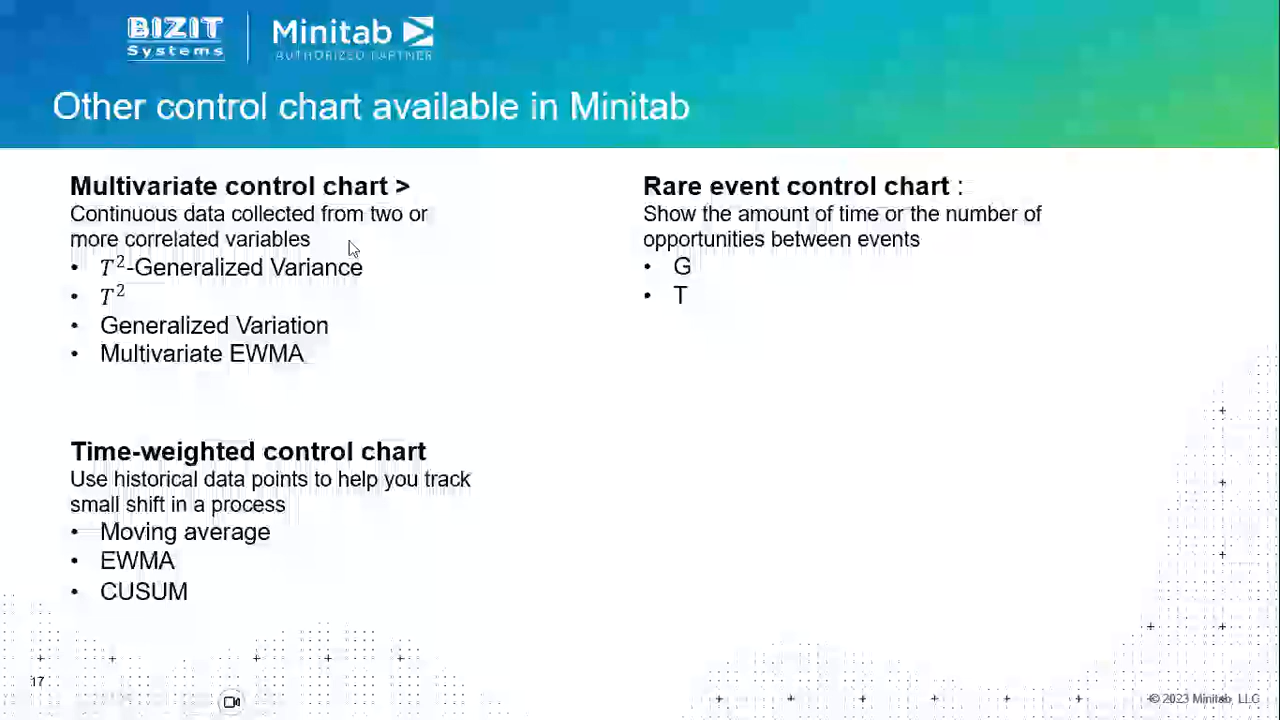 BIZIT
Systems
Minitab
AUTHORIZED PARTNER
Other control chart available in Minitab
Multivariate control chart >
Continuous data collected from two or
more correlated variables
• T²-Generalized Variance
• T²
• Generalized Variation
• Multivariate EWMA
Time-weighted control chart
Use historical data points to help you track
small shift in a process
• Moving average
• EWMA
• CUSUM
Rare event control chart :
Show the amount of time or the number of
opportunities between events
• G
• T
17
© 2023 Minitab, LLC